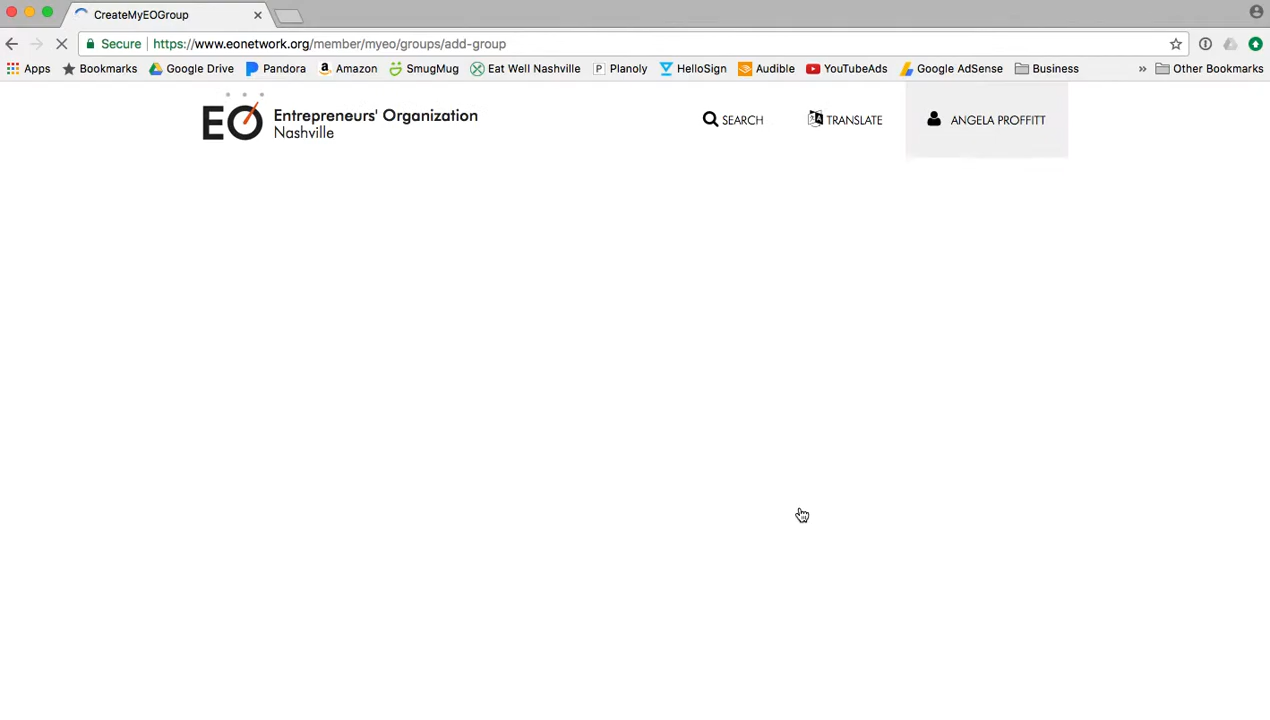 CreateMyEOGroup
Secure https://www.eonetwork.org/member/myeo/groups/add-group
Apps Bookmarks Google Drive Pandora Amazon SmugMug Eat Well Nashville Planoly HelloSign Audible YouTubeAds Google AdSense Business » Other Bookmarks
EO Entrepreneurs' Organization
Nashville
SEARCH TRANSLATE ANGELA PROFFITT